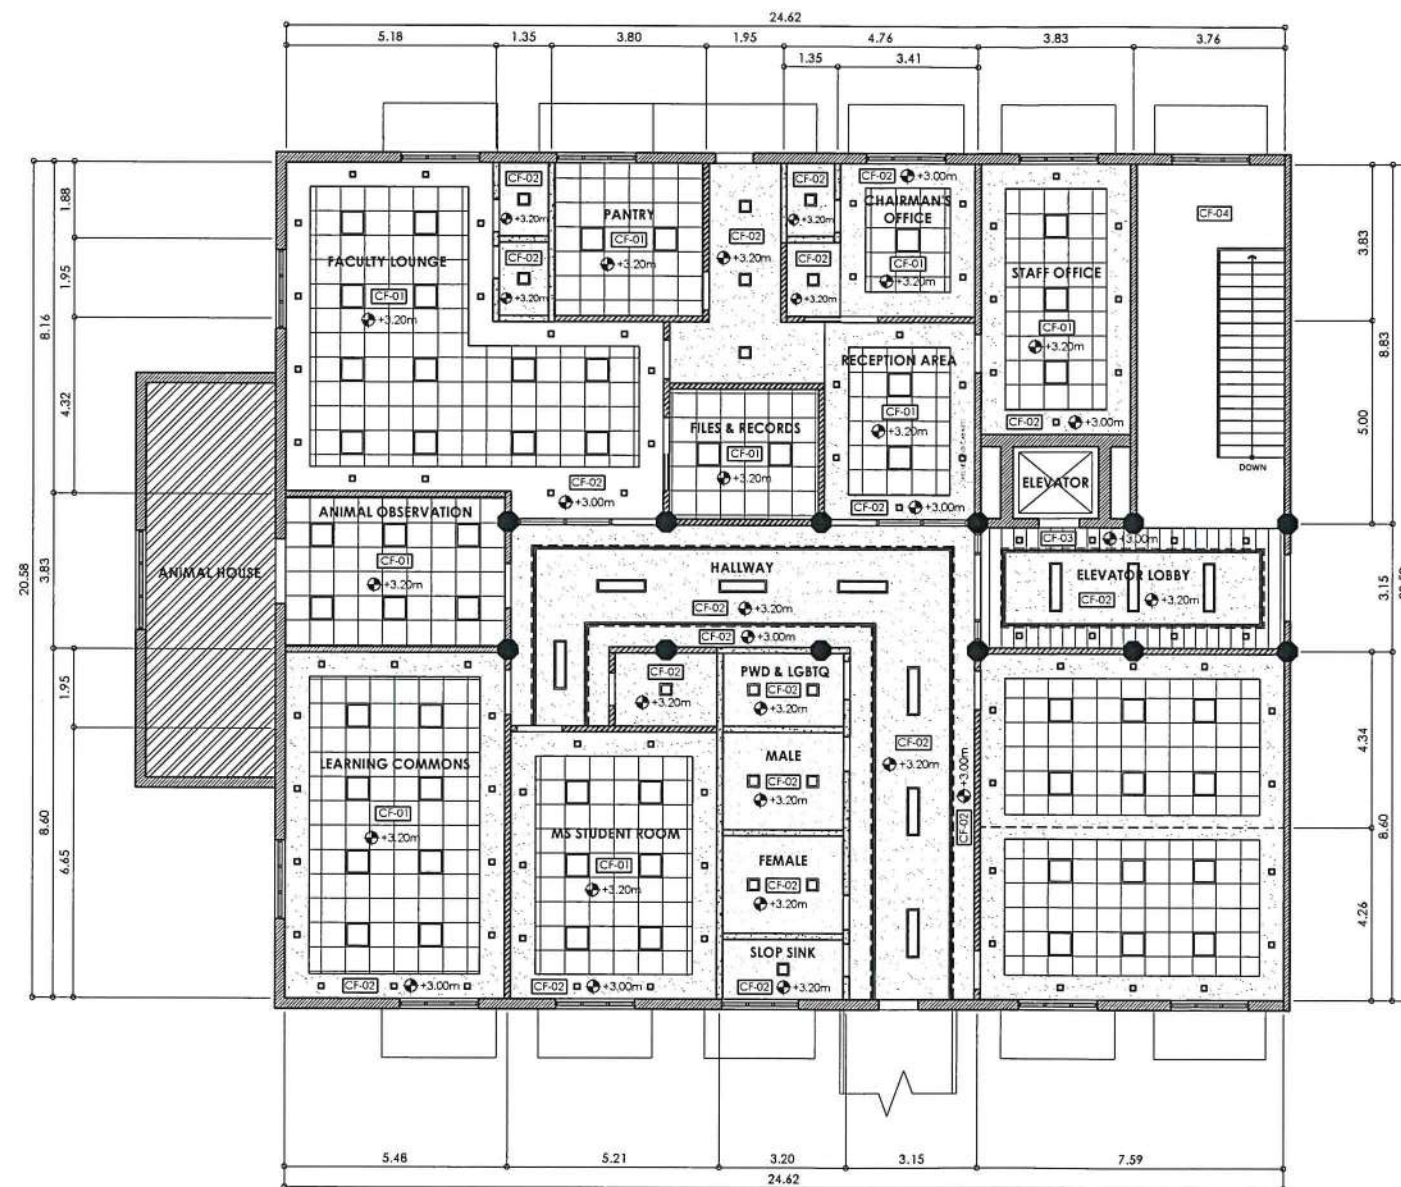 24.62
5.18 1.35 3.80 1.95 4.76 3.83 3.76
1.35 3.41
CF-02 CF-02 CF-02 +3.00m
CHAIRMAN'S
OFFICE
CF-04
+3.20m PANTRY +3.20m
CF-01 CF-02
+3.20m +3.20m
FACULTY LOUNGE
CF-02 CF-02 CF-01
+3.20m +3.20m +3.20m
STAFF OFFICE
CF-01
+3.20m
CF-01
+3.20m
RECEPTION AREA
CF-01
+3.20m
CF-02 +3.00m
FILES & RECORDS
CF-01
+3.20m
DOWN
CF-02
+3.00m
CF-02 +3.00m
ELEVATOR
ANIMAL OBSERVATION
CF-01
+3.20m
CF-03 +3.00m
ANIMAL HOUSE
HALLWAY
CF-02 +3.20m
CF-02 +3.00m
ELEVATOR LOBBY
CF-02 +3.20m
CF-02
+3.20m
PWD & LGBTQ
CF-02
+3.20m
LEARNING COMMONS
CF-01
+3.20m
MALE
CF-02
+3.20m
CF-02
+3.20m
CF-02 +3.00m
MS STUDENT ROOM
CF-01
+3.20m
FEMALE
CF-02
+3.20m
SLOP SINK
CF-02 +3.20m
CF-02 +3.00m
CF-02 +3.00m
1.88
1.95
4.32
8.16
20.58
3.83
1.95
6.65
8.60
3.83
5.00
8.83
3.15
4.34
4.26
8.60
5.48 5.21 3.20 3.15 7.59
24.62